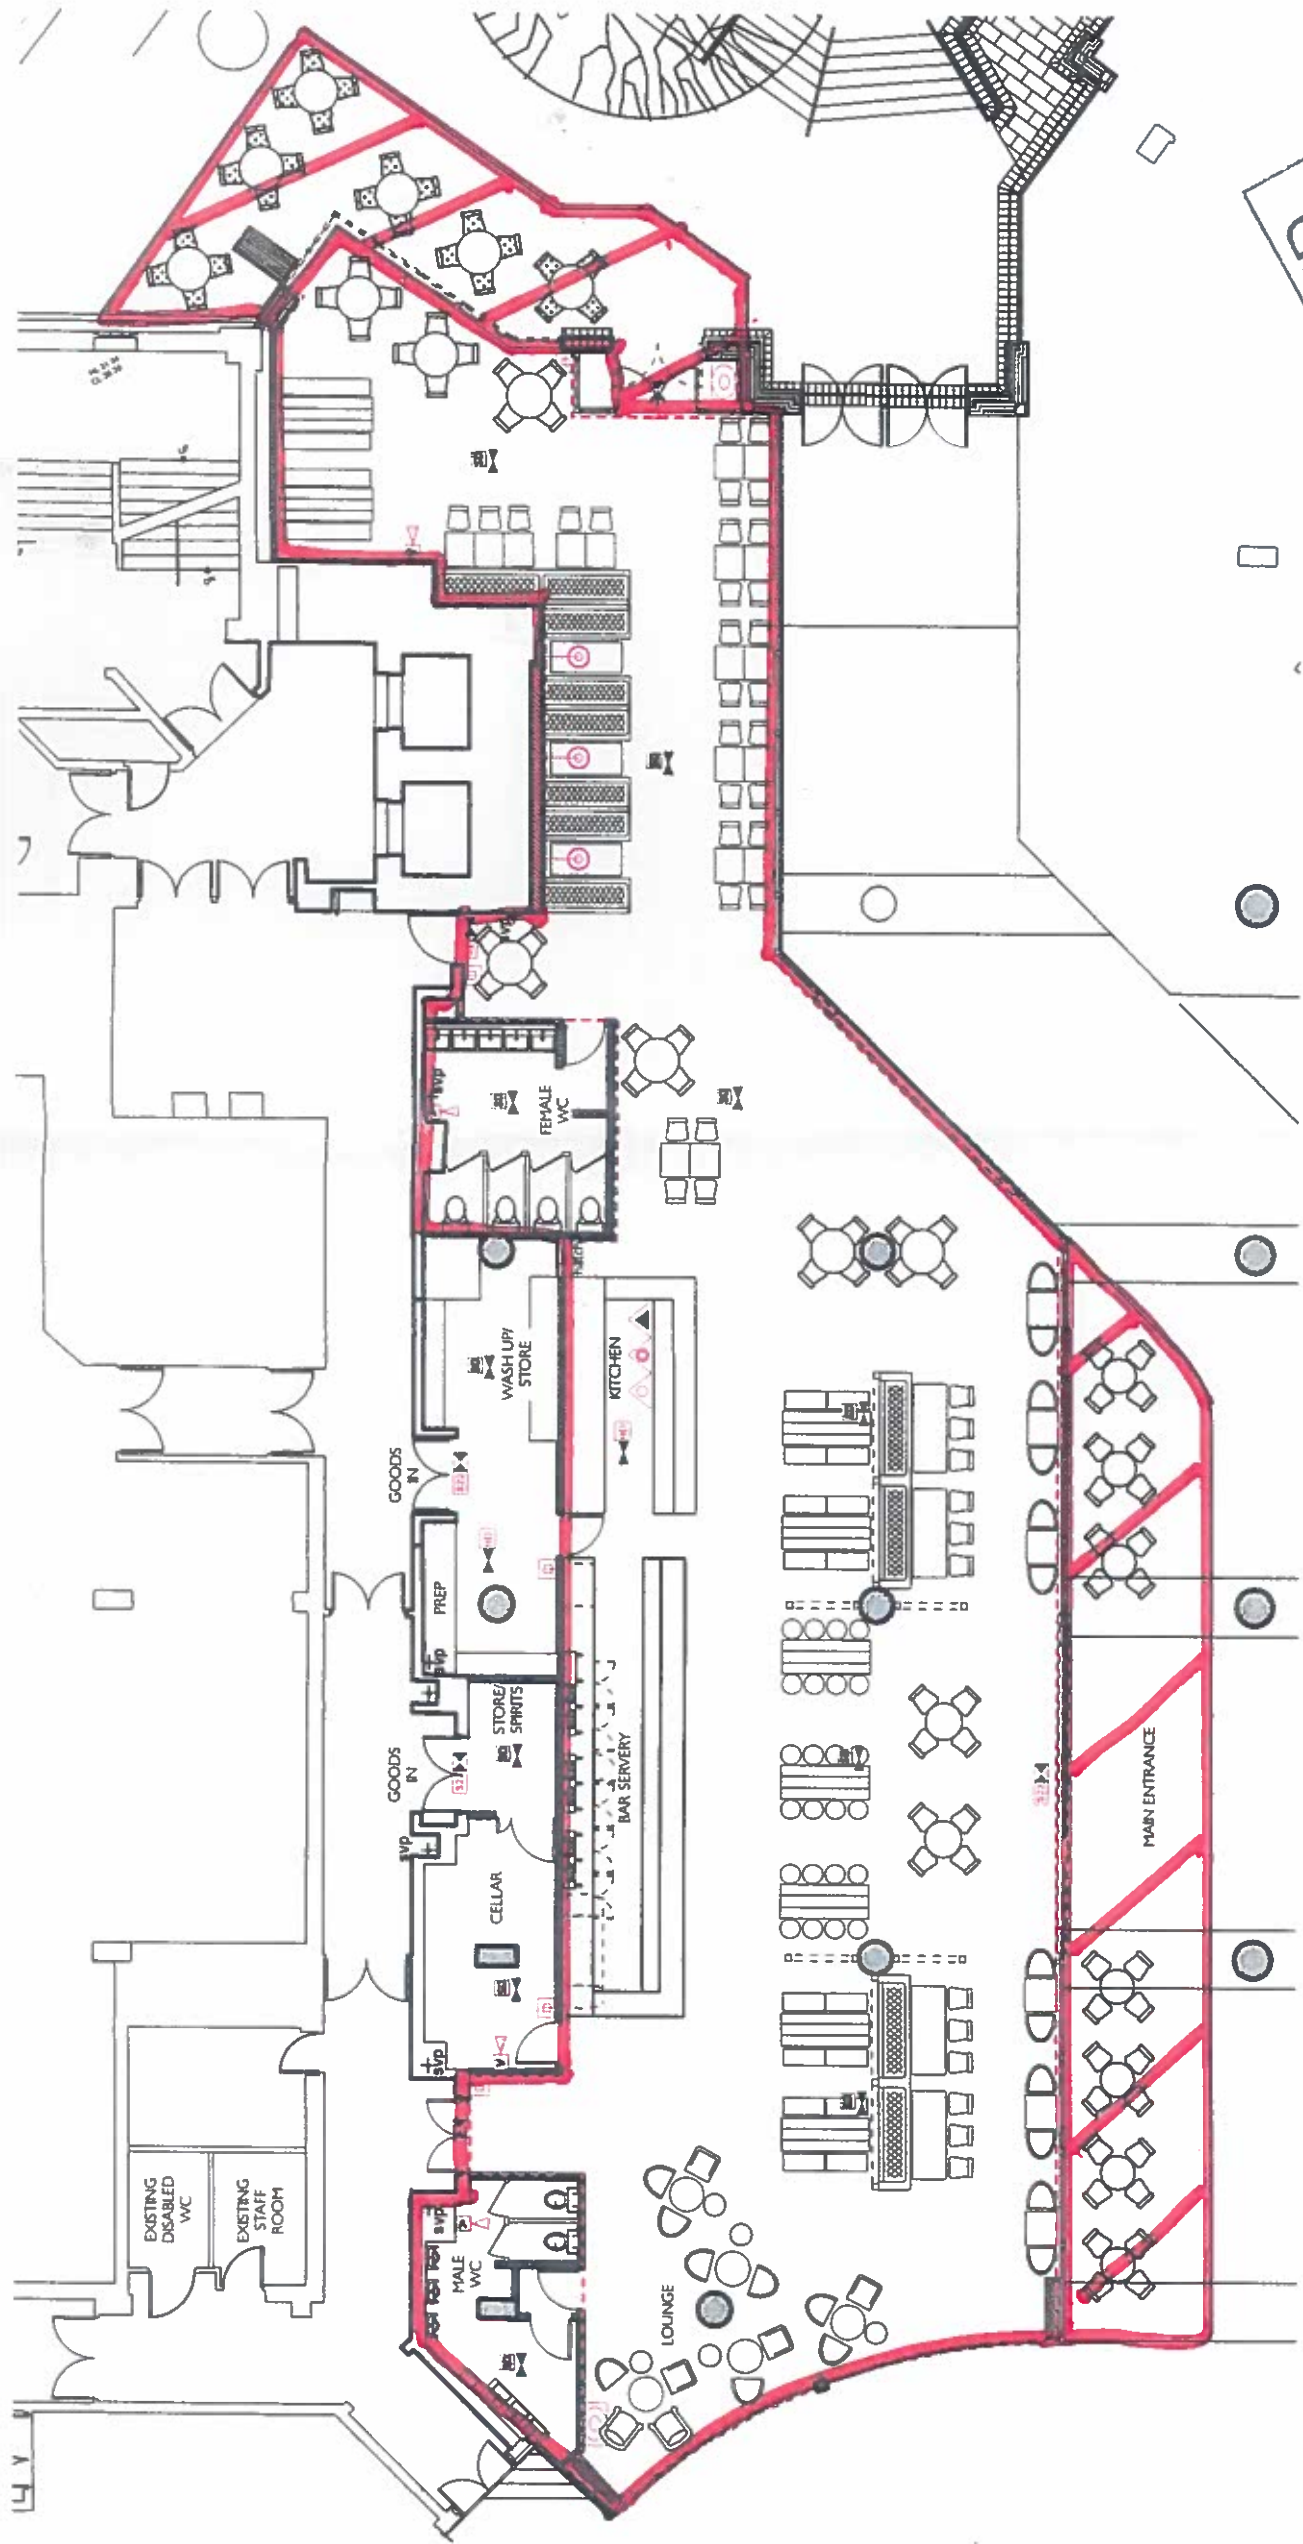 FEMALE
WC
WASH UP/
STORE
KITCHEN
GOODS
IN
PREP
svp
svp
STORE/
SPIRITS
GOODS
IN
BAR SERVERY
svp
CELLAR
svp
MAIN ENTRANCE
EXISTING
DISABLED
WC
EXISTING
STAFF
ROOM
svp
MALE
WC
LOUNGE